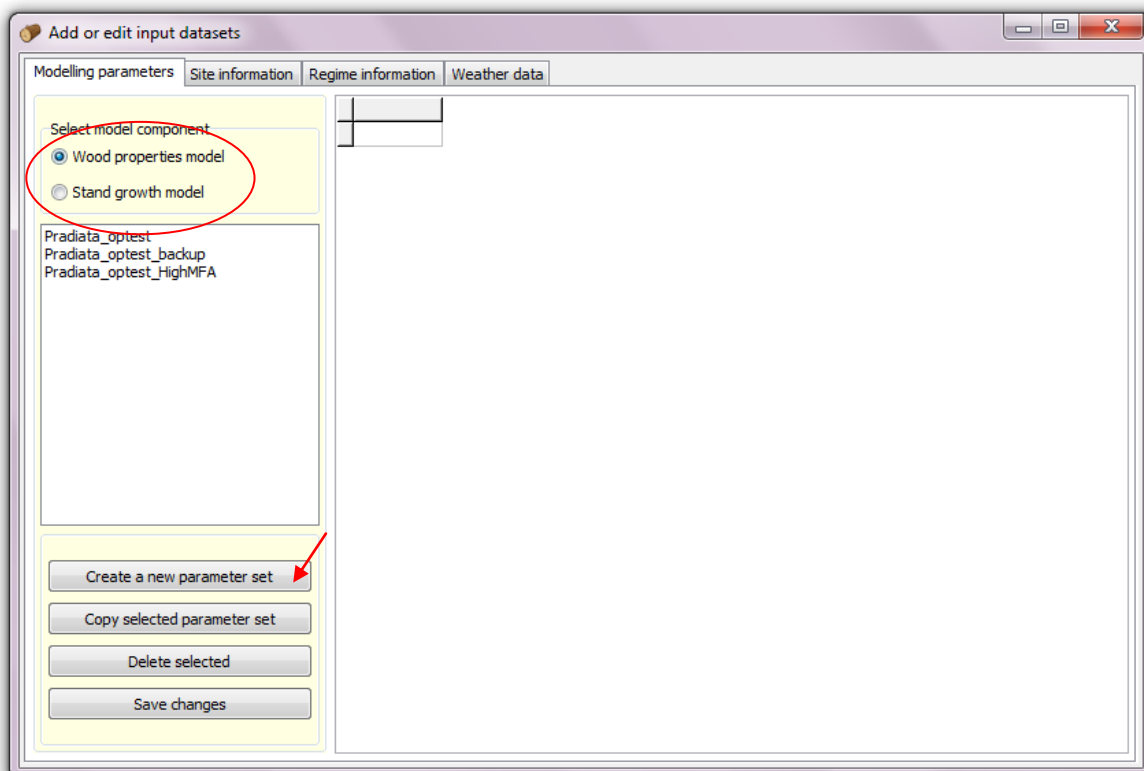 Add or edit input datasets
Modelling parameters
Site information
Regime information
Weather data
Select model component
Wood properties model
Stand growth model
Pradiata_optest
Pradiata_optest_backup
Pradiata_optest_HighMFA
Create a new parameter set
Copy selected parameter set
Delete selected
Save changes